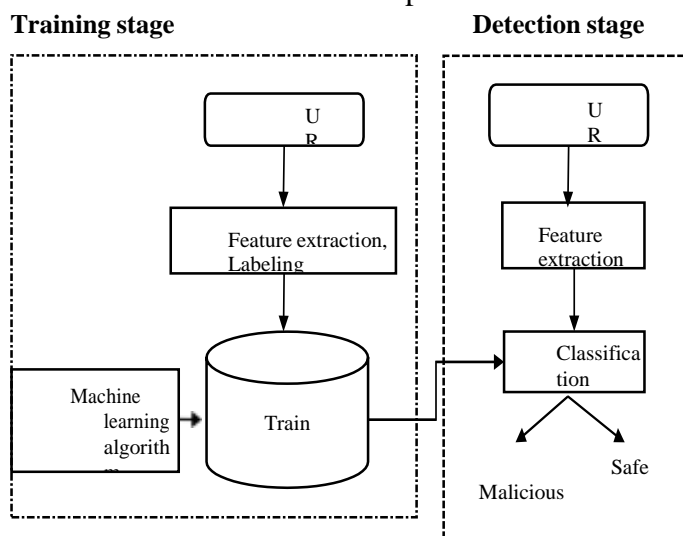 Training stage
Detection stage
U
R
U
R
Feature extraction,
Labeling
Feature
extraction
Machine
learning
algorith
Train
Classifica
tion
Safe
Malicious